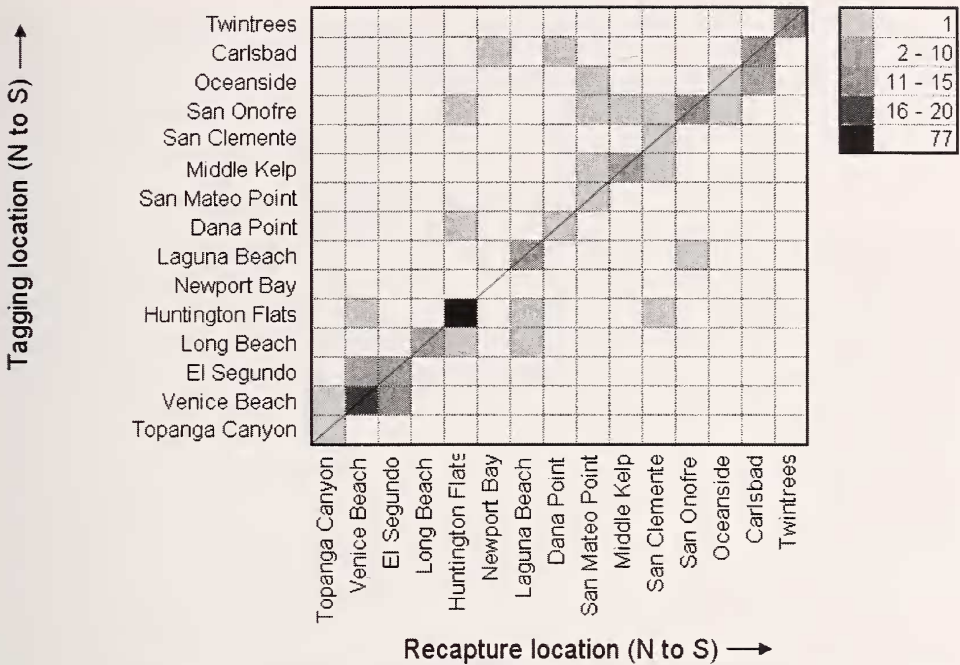 Tagging location (N to S) →
Twintrees
Carlsbad
Oceanside
San Onofre
San Clemente
Middle Kelp
San Mateo Point
Dana Point
Laguna Beach
Newport Bay
Huntington Flats
Long Beach
El Segundo
Venice Beach
Topanga Canyon
1
2 - 10
11 - 15
16 - 20
77
Topanga Canyon
Venice Beach
El Segundo
Long Beach
Huntington Flats
Newport Bay
Laguna Beach
Dana Point
San Mateo Point
Middle Kelp
San Clemente
San Onofre
Oceanside
Carlsbad
Twintrees
Recapture location (N to S) →